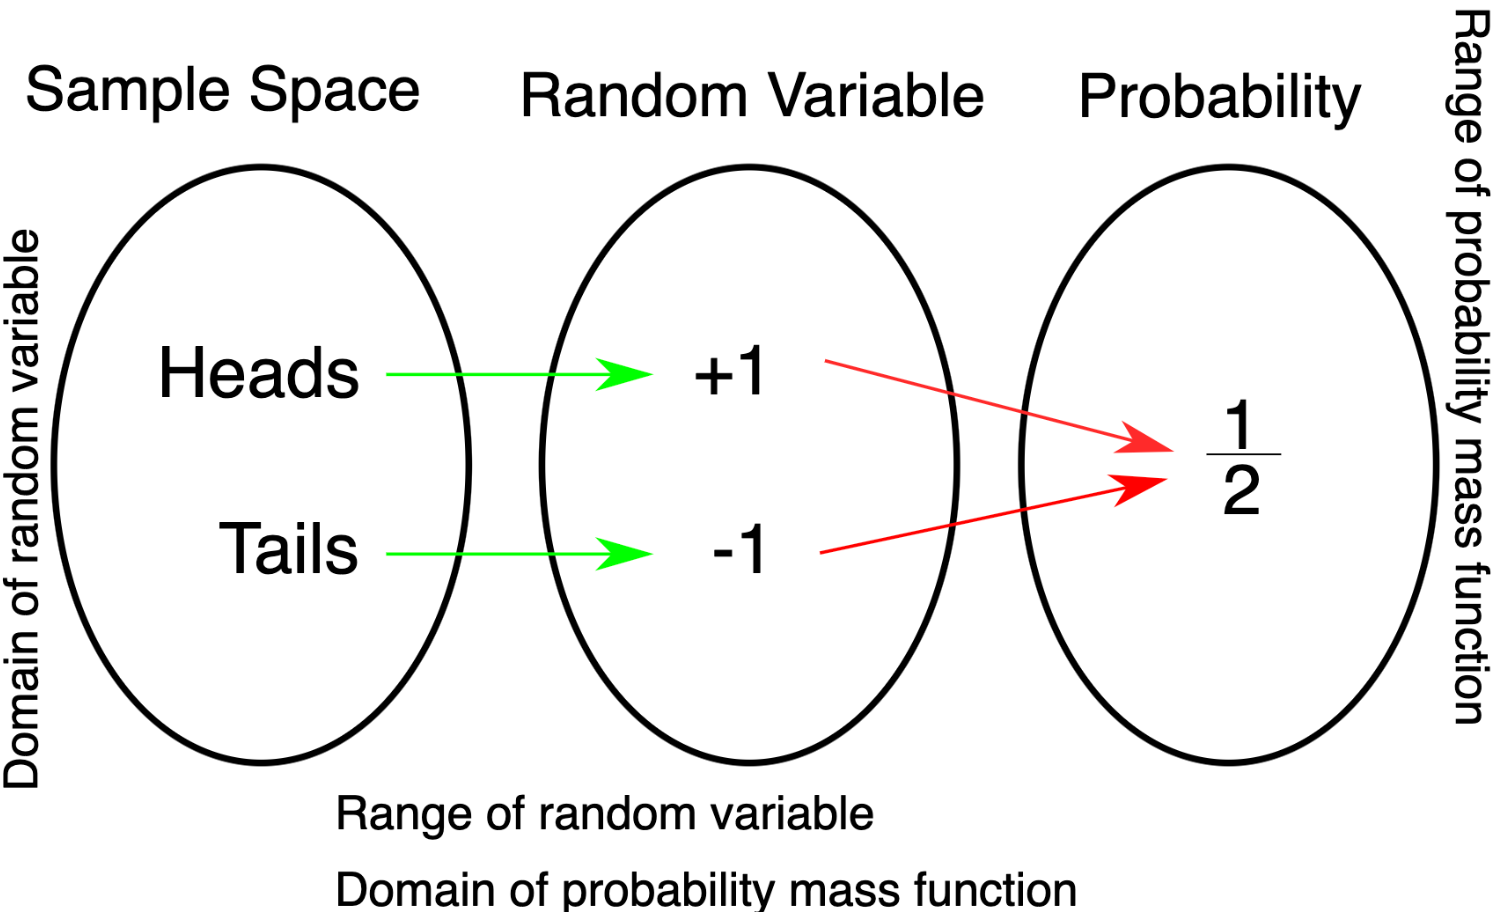 Sample Space
Random Variable
Probability
Domain of random variable
Heads
+1
1
2
Tails
-1
Range of probability mass function
Range of random variable
Domain of probability mass function